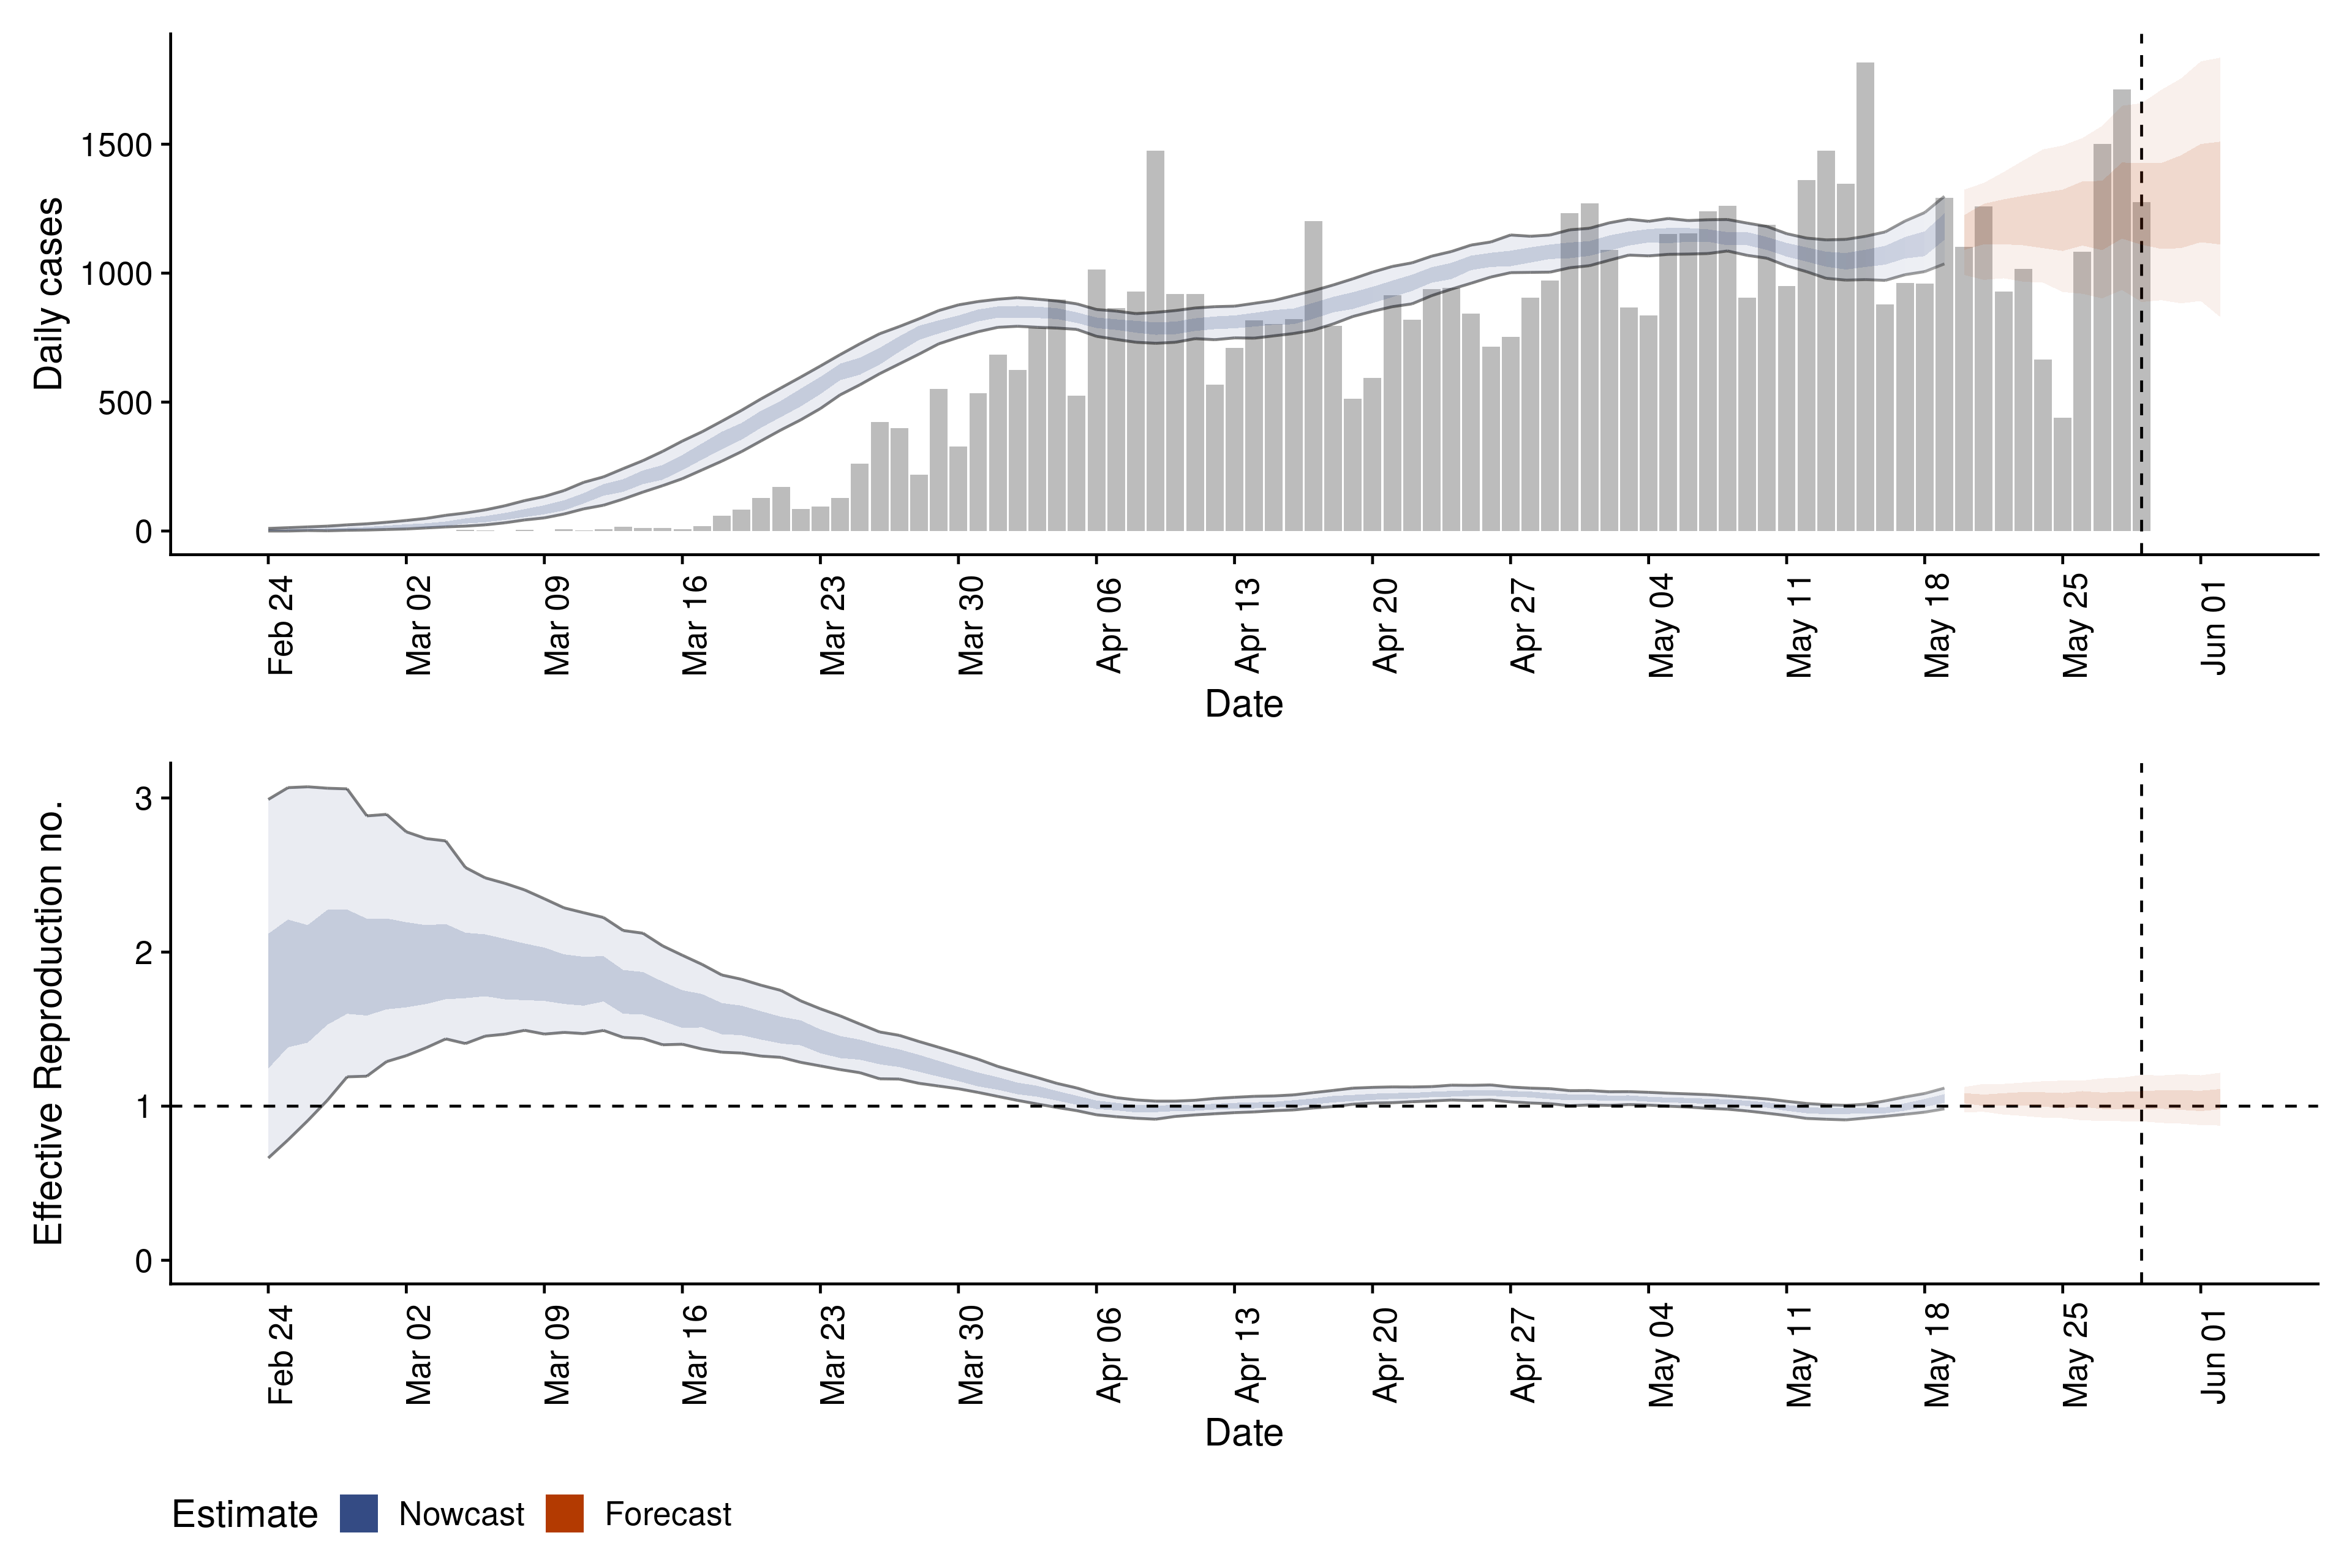 Daily cases
1500
1000
500
0
Feb 24
Mar 02
Mar 09
Mar 16
Mar 23
Mar 30
Apr 06
Apr 13
Apr 20
Apr 27
May 04
May 11
May 18
May 25
Jun 01
Date
Effective Reproduction no.
3
2
1
0
Feb 24
Mar 02
Mar 09
Mar 16
Mar 23
Mar 30
Apr 06
Apr 13
Apr 20
Apr 27
May 04
May 11
May 18
May 25
Jun 01
Date
Estimate Nowcast Forecast